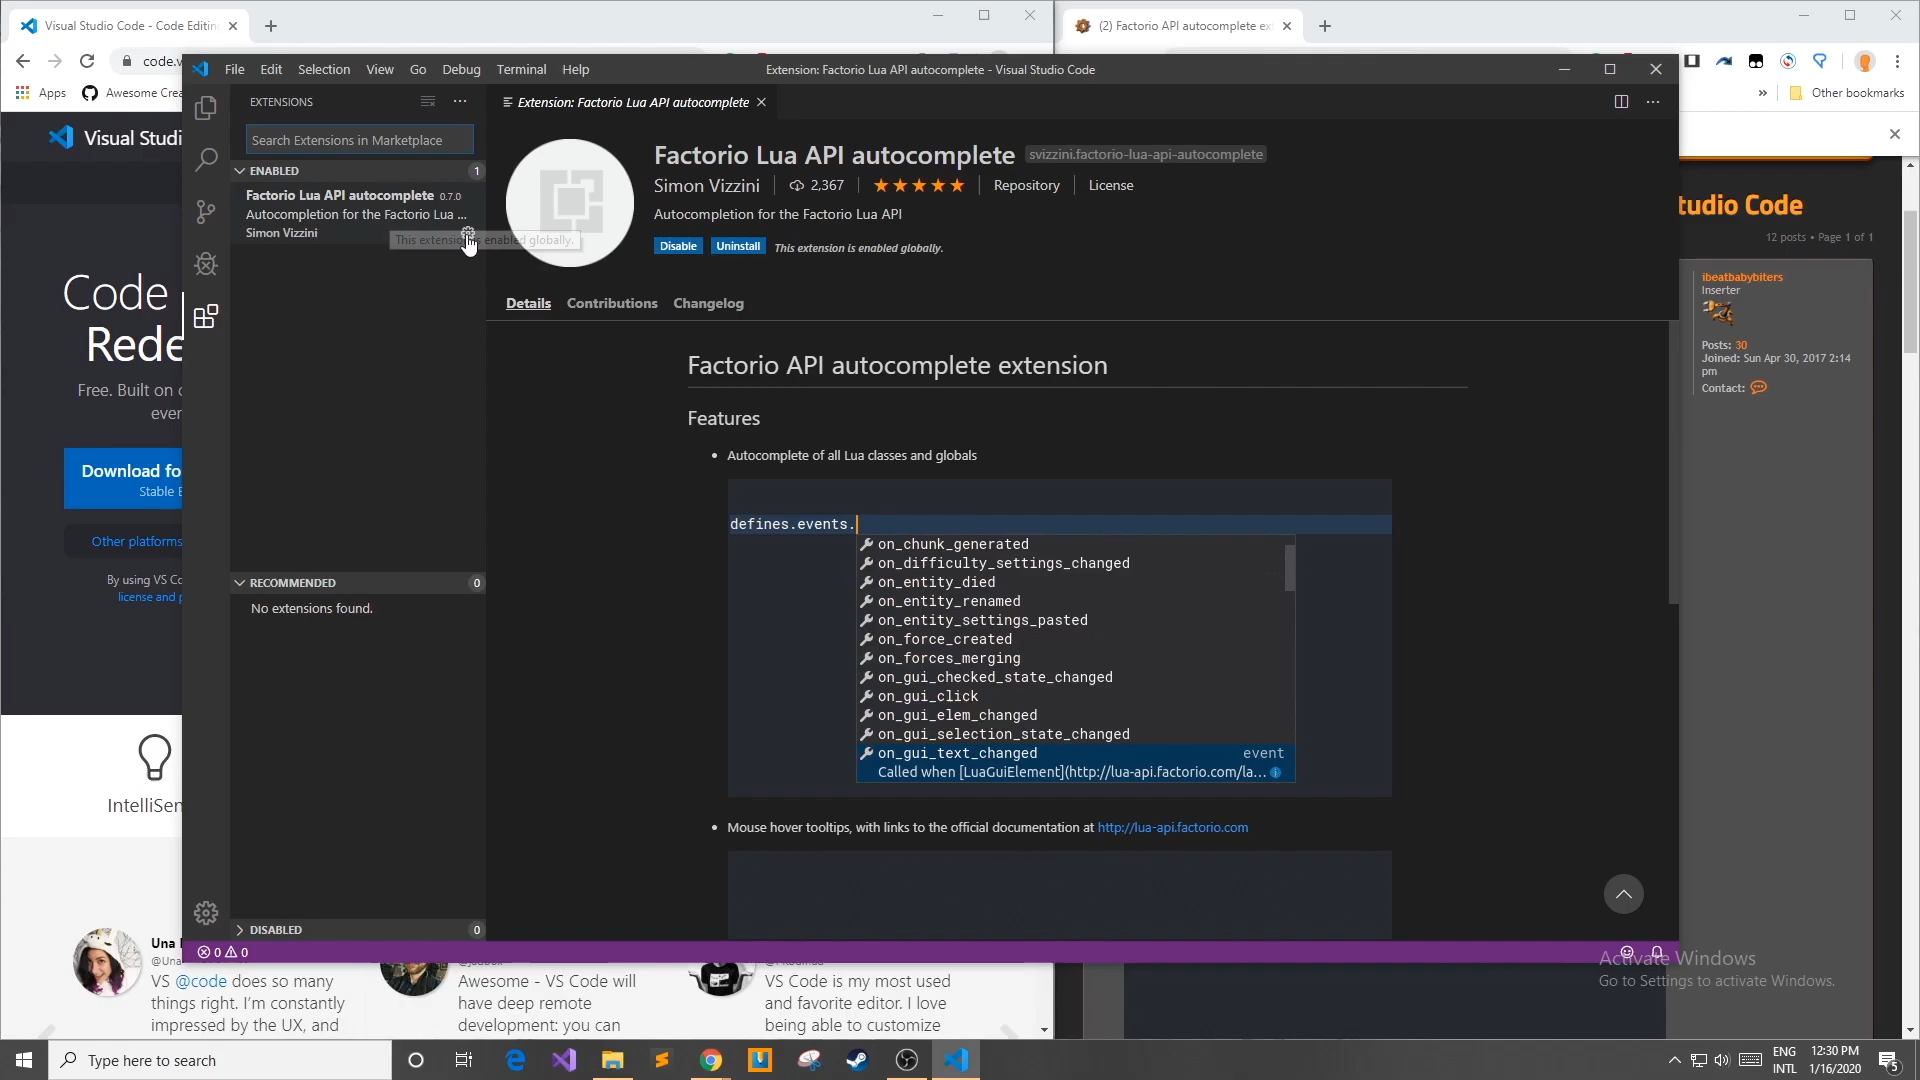 Visual Studio Code - Code Editin
(2) Factorio API autocomplete ex
code.v
Apps
Awesome Crea
Other bookmarks
File Edit Selection View Go Debug Terminal Help
Extension: Factorio Lua API autocomplete - Visual Studio Code
EXTENSIONS
Extension: Factorio Lua API autocomplete
Search Extensions in Marketplace
ENABLED 1
Factorio Lua API autocomplete 0.7.0
Autocompletion for the Factorio Lua ...
Simon Vizzini
This extension is enabled globally.
RECOMMENDED 0
No extensions found.
DISABLED 0
Factorio Lua API autocomplete svizzini.factorio-lua-api-autocomplete
Simon Vizzini 2,367 Repository License
Autocompletion for the Factorio Lua API
Disable Uninstall This extension is enabled globally.
Details Contributions Changelog
Factorio API autocomplete extension
Features
Autocomplete of all Lua classes and globals
defines.events.
on_chunk_generated
on_difficulty_settings_changed
on_entity_died
on_entity_renamed
on_entity_settings_pasted
on_force_created
on_forces_merging
on_gui_checked_state_changed
on_gui_click
on_gui_elem_changed
on_gui_selection_state_changed
on_gui_text_changed event
Called when [LuaGuiElement](http://lua-api.factorio.com/la...
Mouse hover tooltips, with links to the official documentation at http://lua-api.factorio.com
0 0
Visual Studi
Code
Rede
Free. Built on
ever
Download fo
Stable
Other platforms
By using VS Co
license and p
IntelliSen
Una
@Una
VS @code does so many
things right. I'm constantly
impressed by the UX, and
Awesome - VS Code will
have deep remote
development: you can
VS Code is my most used
and favorite editor. I love
being able to customize
tudio Code
12 posts • Page 1 of 1
ibeatbabybiters
Inserter
Posts: 30
Joined: Sun Apr 30, 2017 2:14
pm
Contact:
Activate Windows
Go to Settings to activate Windows.
Type here to search
ENG
INTL
12:30 PM
1/16/2020
5